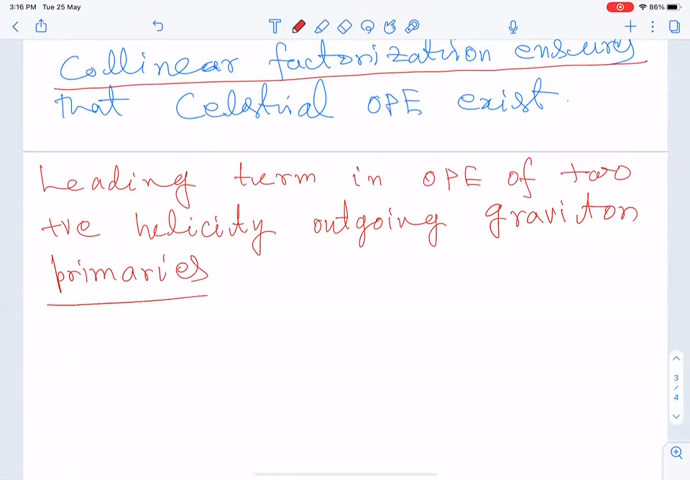 3:16 PM Tue 25 May
86%
Collinear factorization ensures
that Celestial OPE exist.
Leading term in OPE of two
+ve helicity outgoing graviton
primaries
3
/
4